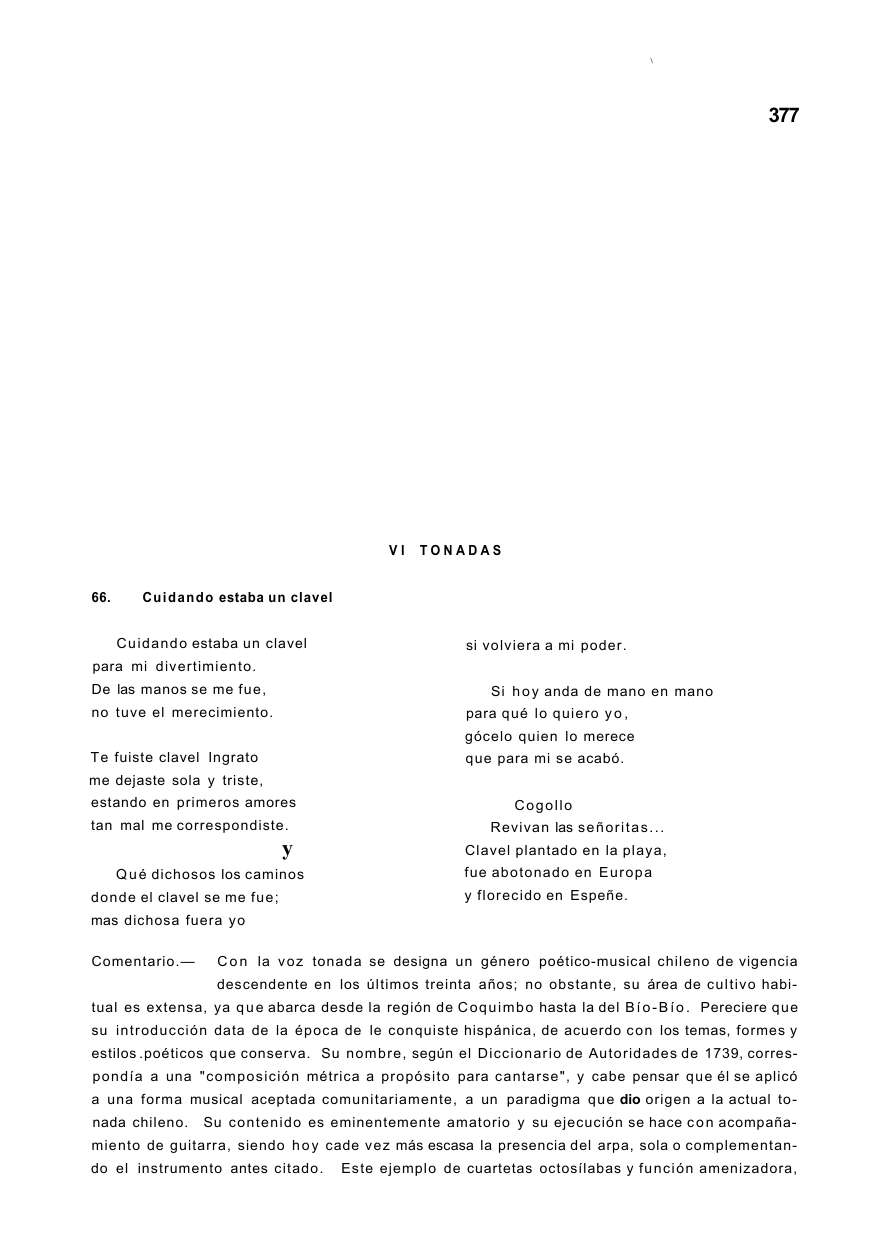 377
VI TONADAS
66. Cuidando estaba un clavel
Cuidando estaba un clavel
para mi divertimiento.
De las manos se me fue,
no tuve el merecimiento.
Te fuiste clavel Ingrato
me dejaste sola y triste,
estando en primeros amores
tan mal me correspondiste.
y
Qué dichosos los caminos
donde el clavel se me fue;
mas dichosa fuera yo
si volviera a mi poder.
Si hoy anda de mano en mano
para qué lo quiero yo,
gócelo quien lo merece
que para mi se acabó.
Cogollo
Revivan las señoritas...
Clavel plantado en la playa,
fue abotonado en Europa
y florecido en Espeñe.
Comentario.— Con la voz tonada se designa un género poético-musical chileno de vigencia
descendente en los últimos treinta años; no obstante, su área de cultivo habi-
tual es extensa, ya que abarca desde la región de Coquimbo hasta la del Bío-Bío. Pereciere que
su introducción data de la época de le conquiste hispánica, de acuerdo con los temas, formes y
estilos .poéticos que conserva. Su nombre, según el Diccionario de Autoridades de 1739, corres-
pondía a una "composición métrica a propósito para cantarse", y cabe pensar que él se aplicó
a una forma musical aceptada comunitariamente, a un paradigma que dio origen a la actual to-
nada chileno. Su contenido es eminentemente amatorio y su ejecución se hace con acompaña-
miento de guitarra, siendo hoy cade vez más escasa la presencia del arpa, sola o complementan-
do el instrumento antes citado. Este ejemplo de cuartetas octosílabas y función amenizadora,